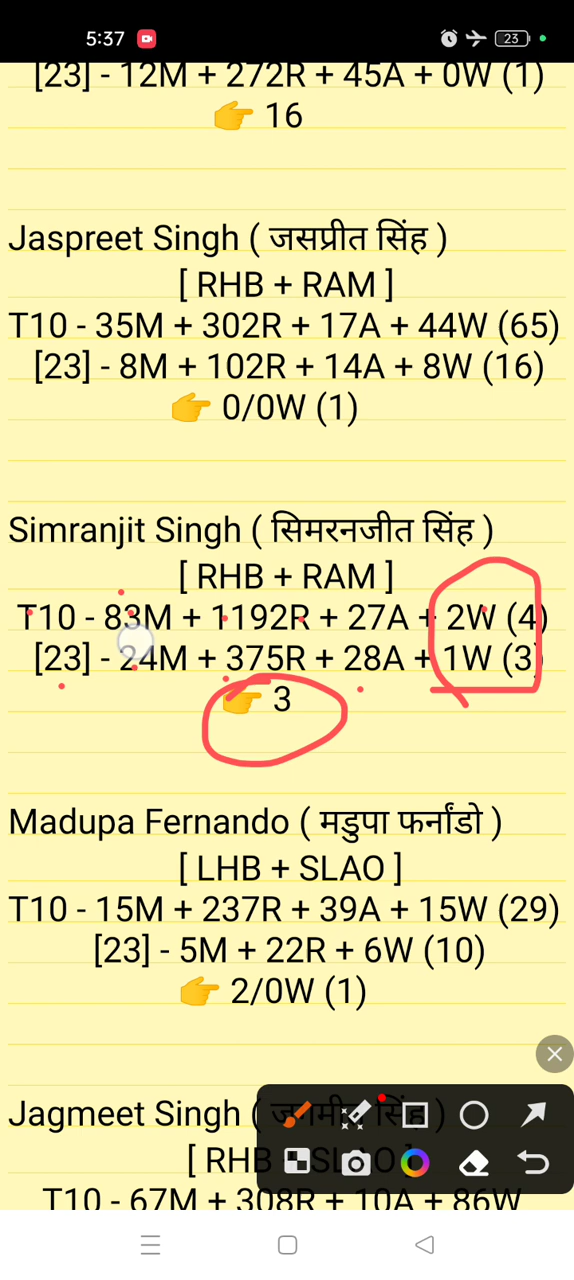 5:37
23
[23] - 12M + 272R + 45A + 0W (1)
👉 16
Jaspreet Singh ( जसप्रीत सिंह )
[ RHB + RAM ]
T10 - 35M + 302R + 17A + 44W (65)
[23] - 8M + 102R + 14A + 8W (16)
👉 0/0W (1)
Simranjit Singh ( सिमरनजीत सिंह )
[ RHB + RAM ]
T10 - 83M + 1192R + 27A + 2W (4)
[23] - 24M + 375R + 28A + 1W (3)
👉 3
Madupa Fernando ( मडुपा फर्नांडो )
[ LHB + SLAO ]
T10 - 15M + 237R + 39A + 15W (29)
[23] - 5M + 22R + 6W (10)
👉 2/0W (1)
Jagmeet Singh ( जगमीत सिंह )
[ RHB + SLAO ]
T10 - 67M + 308R + 10A + 86W